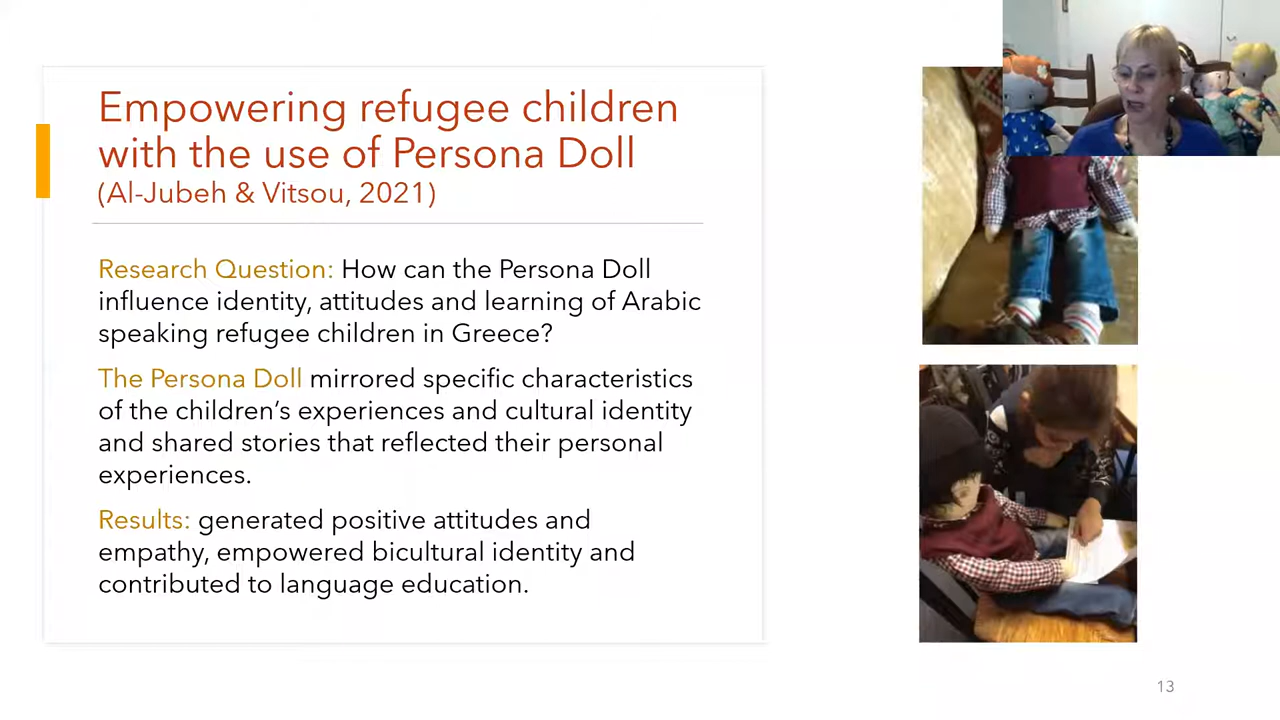 Empowering refugee children
with the use of Persona Doll
(Al-Jubeh & Vitsou, 2021)
Research Question: How can the Persona Doll
influence identity, attitudes and learning of Arabic
speaking refugee children in Greece?
The Persona Doll mirrored specific characteristics
of the children’s experiences and cultural identity
and shared stories that reflected their personal
experiences.
Results: generated positive attitudes and
empathy, empowered bicultural identity and
contributed to language education.
13